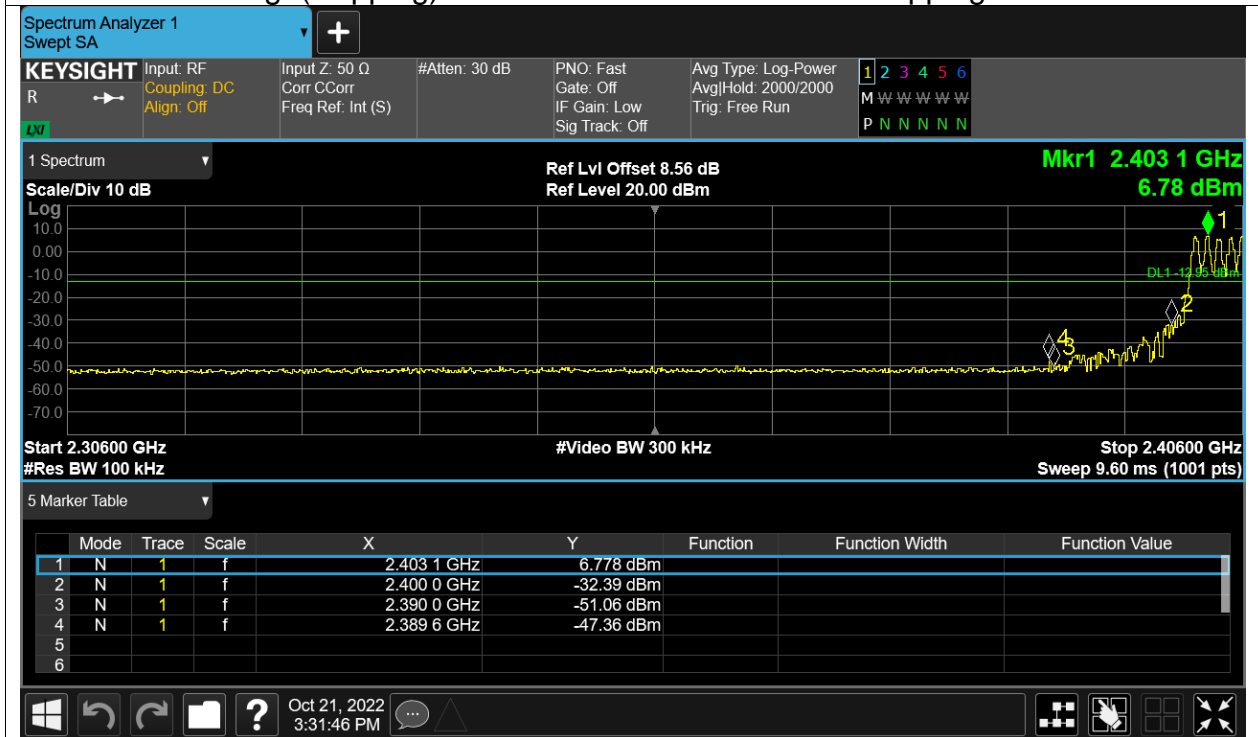 Spectrum Analyzer 1
Swept SA
+
KEYSIGHT
R
LXI
Input: RF
Coupling: DC
Align: Off
Input Z: 50 Ω
Corr CCorr
Freq Ref: Int (S)
#Atten: 30 dB
PNO: Fast
Gate: Off
IF Gain: Low
Sig Track: Off
Avg Type: Log-Power
Avg|Hold: 2000/2000
Trig: Free Run
1 2 3 4 5 6
M W W W W W W
P N N N N N N
1 Spectrum
Scale/Div 10 dB
Ref Lvl Offset 8.56 dB
Ref Level 20.00 dBm
Mkr1 2.403 1 GHz
6.78 dBm
Log
10.0
0.00
-10.0
-20.0
-30.0
-40.0
-50.0
-60.0
-70.0
1
DL1 -12.95 dBm
2
4
3
Start 2.30600 GHz
#Res BW 100 kHz
#Video BW 300 kHz
Stop 2.40600 GHz
Sweep 9.60 ms (1001 pts)
5 Marker Table
Mode Trace Scale X Y Function Function Width Function Value
1 N 1 f 2.403 1 GHz 6.778 dBm
2 N 1 f 2.400 0 GHz -32.39 dBm
3 N 1 f 2.390 0 GHz -51.06 dBm
4 N 1 f 2.389 6 GHz -47.36 dBm
5
6
?
Oct 21, 2022
3:31:46 PM